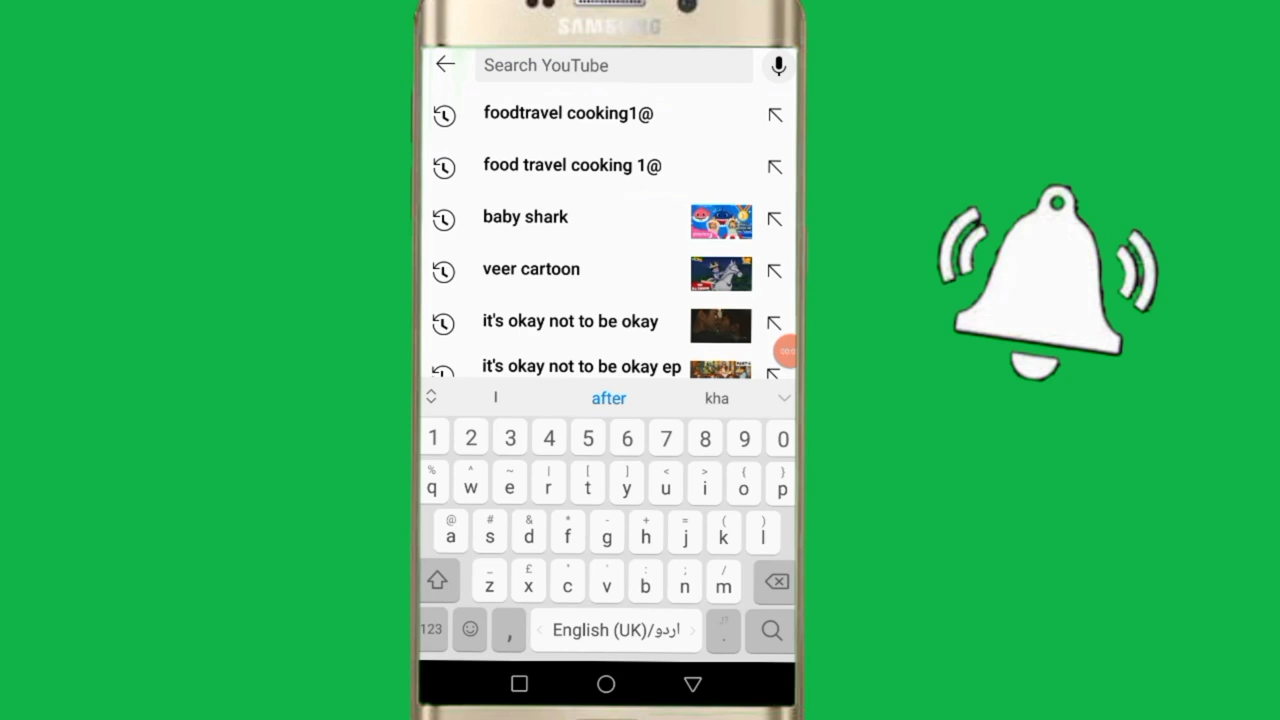 SAMSUNG
Search YouTube
foodtravel cooking1@
food travel cooking 1@
baby shark
veer cartoon
it's okay not to be okay
it's okay not to be okay ep
I after kha
1 2 3 4 5 6 7 8 9 0
% ^ ~ | [ ] < > { }
q w e r t y u i o p
@ # & * - + = ( )
a s d f g h j k l
_ £ " ' : ; /
z x c v b n m
123 , English (UK)/اردو .